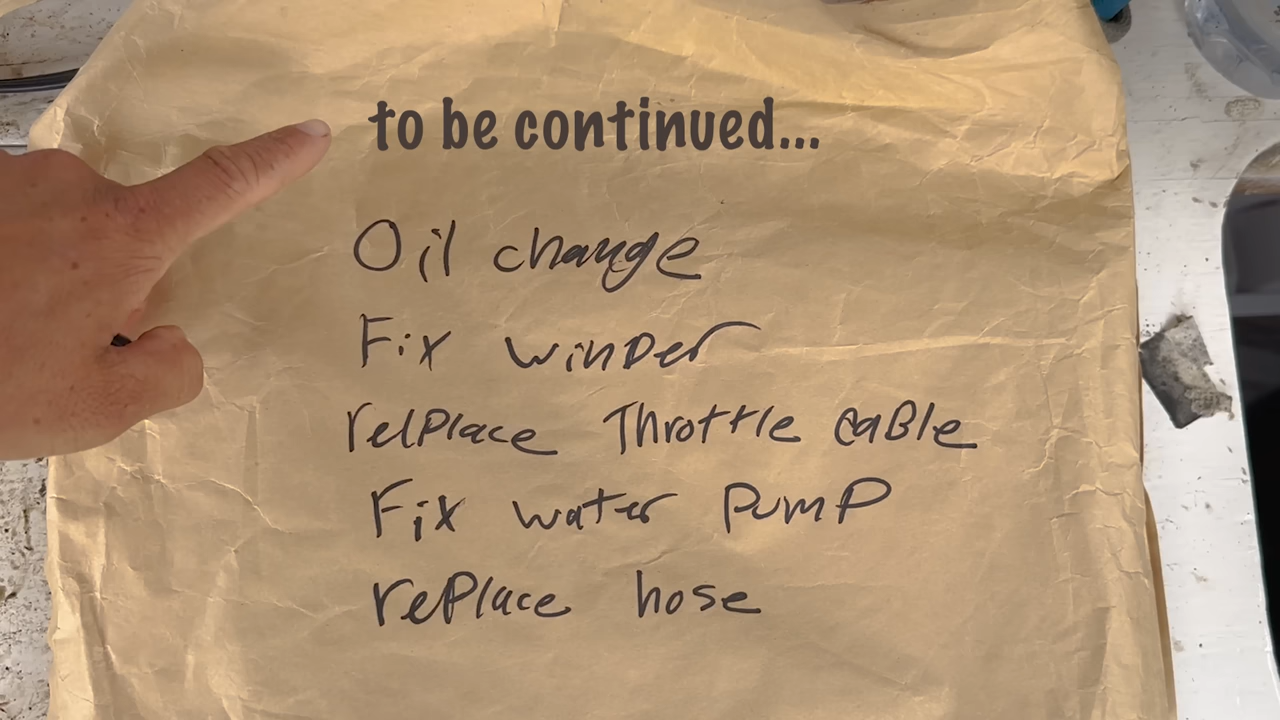 to be continued...
Oil change
Fix winDer
relPlace Throttle caBle
Fix water PumP
rePlace hose